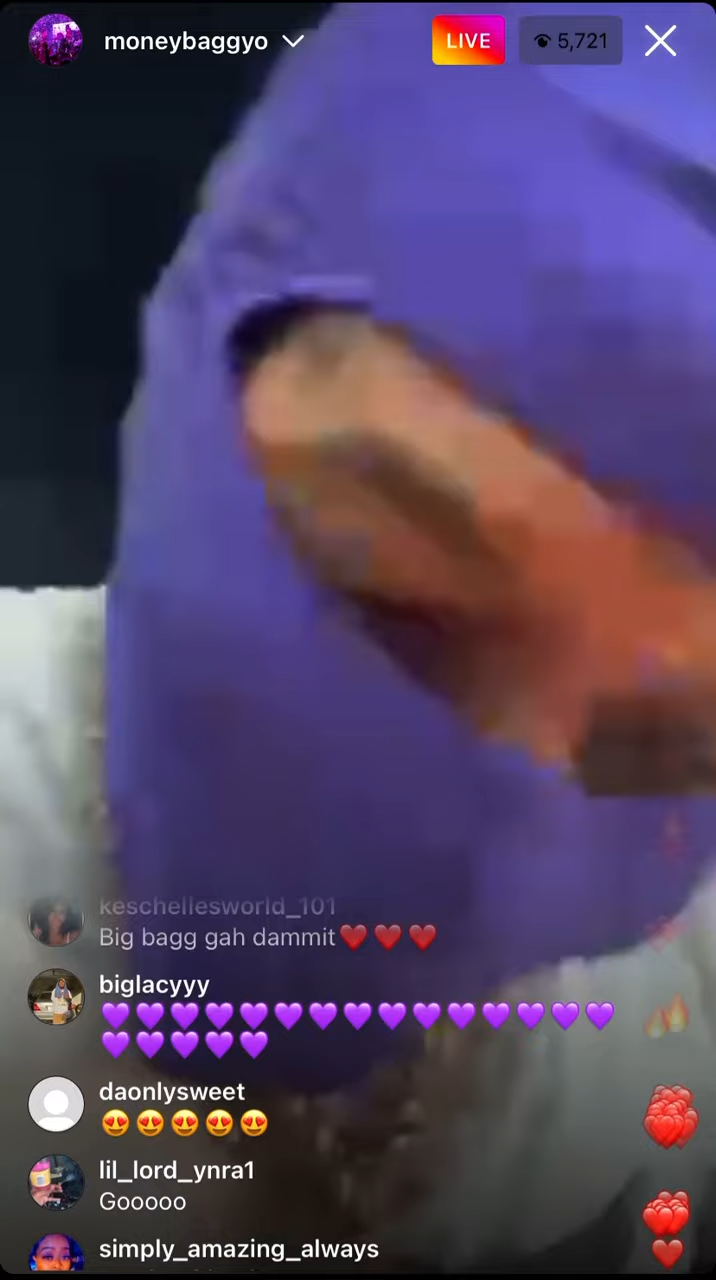 moneybaggyo
LIVE
5,721
keschellesworld_101
Big bagg gah dammit❤️❤️❤️
biglacyyy
💜💜💜💜💜💜💜💜💜💜💜💜💜💜💜
💜💜💜💜💜
daonlysweet
😍😍😍😍😍
lil_lord_ynra1
Gooooo
simply_amazing_always